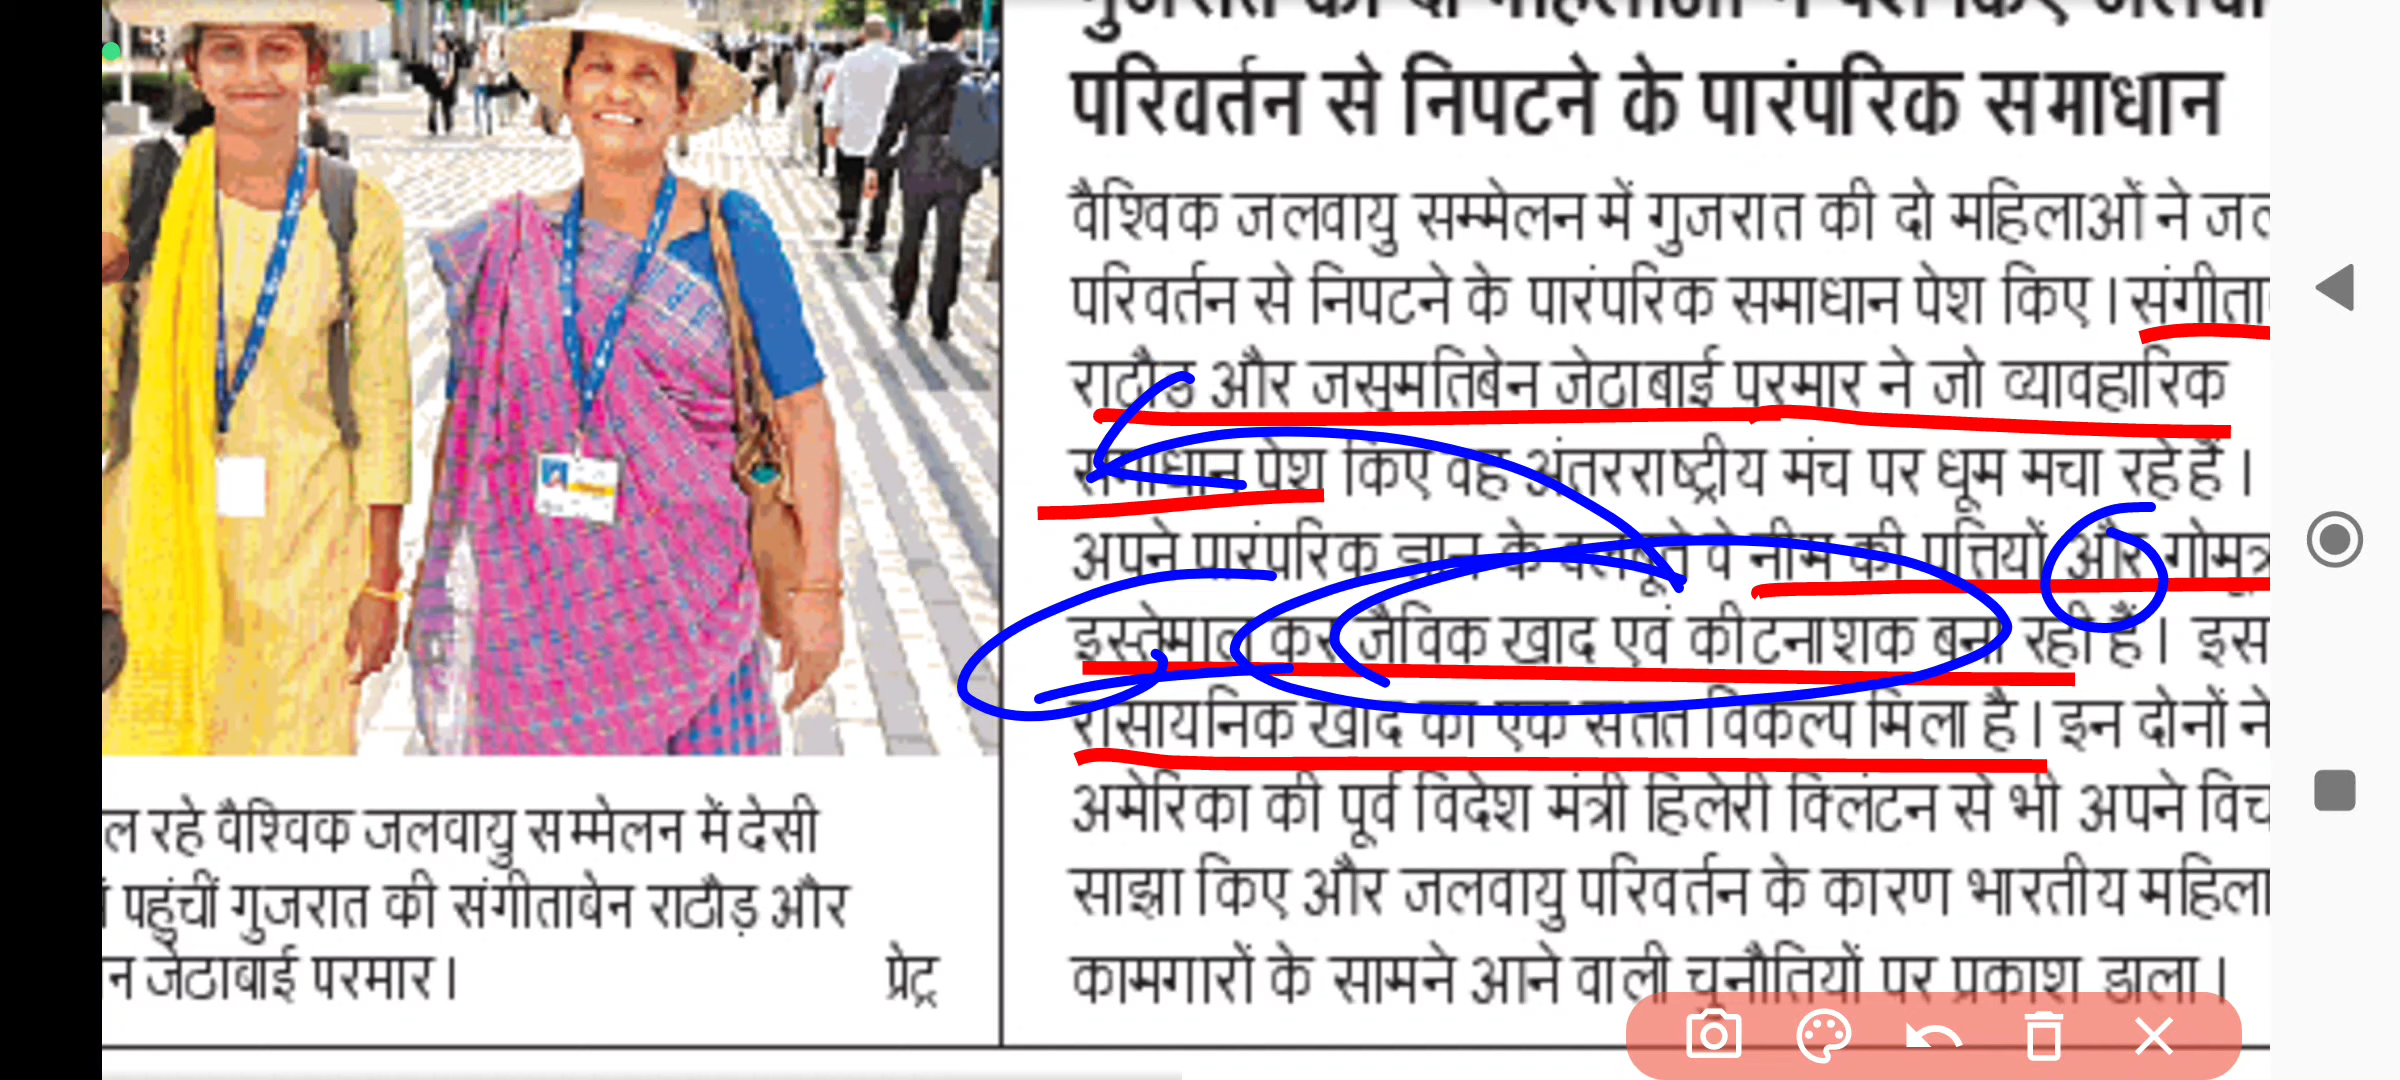 परिवर्तन से निपटने के पारंपरिक समाधान
वैश्विक जलवायु सम्मेलन में गुजरात की दो महिलाओं ने
परिवर्तन से निपटने के पारंपरिक समाधान पेश किए। संगीता
राठौड़ और जसुमतिबेन जेठाबाई परमार ने जो व्यावहारिक
समाधान पेश किए वह अंतरराष्ट्रीय मंच पर धूम मचा रहे हैं।
अपने पारंपरिक ज्ञान के बलबूते वे नीम की पत्तियों और गोमूत्र
इस्तेमाल कर जैविक खाद एवं कीटनाशक बना रही हैं। इस
रासायनिक खाद का एक सतत विकल्प मिला है। इन दोनों ने
अमेरिका की पूर्व विदेश मंत्री हिलेरी क्लिंटन से भी अपने
साझा किए और जलवायु परिवर्तन के कारण भारतीय महिला
कामगारों के सामने आने वाली चुनौतियों पर प्रकाश डाला।
ल रहे वैश्विक जलवायु सम्मेलन में देसी
पहुंचीं गुजरात की संगीताबेन राठौड़ और
न जेठाबाई परमार। प्रेट्र